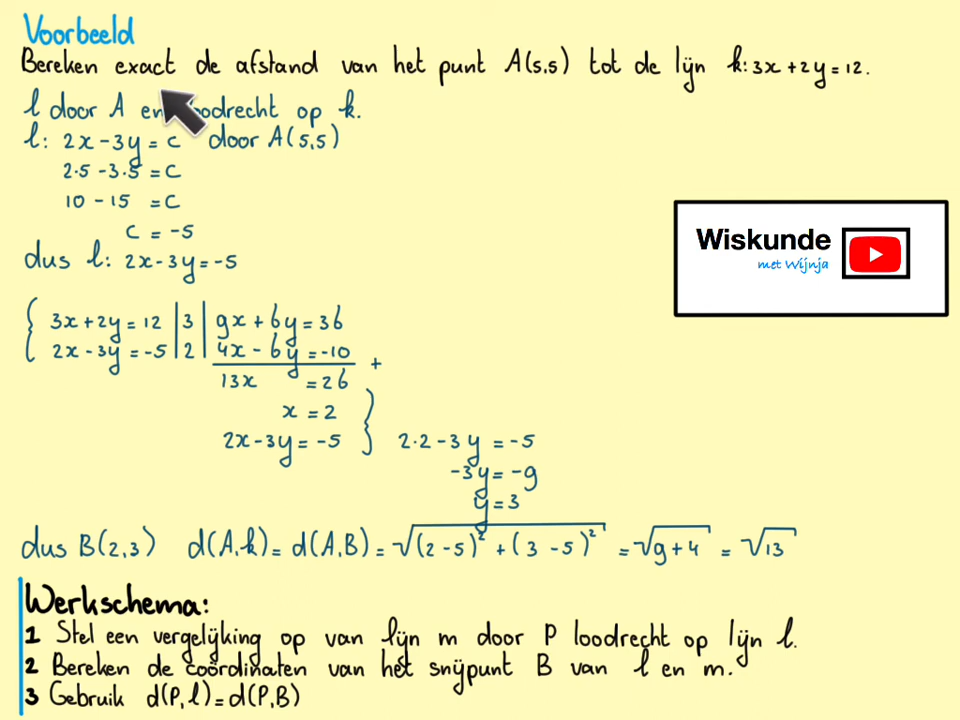 Voorbeeld
Bereken exact de afstand van het punt A(5,5) tot de lijn k: 3x + 2y = 12.
l door A en loodrecht op k.
l: 2x - 3y = c door A(5,5)
2·5 - 3·5 = c
10 - 15 = c
c = -5
dus l: 2x - 3y = -5
Wiskunde
met Wijnja
{ 3x + 2y = 12 | 3 | 9x + 6y = 36
2x - 3y = -5 | 2 | 4x - 6y = -10 +
13x = 26
x = 2 }
2x - 3y = -5 } 2·2 - 3y = -5
-3y = -9
y = 3
dus B(2,3) d(A,k) = d(A,B) = √((2-5)² + (3-5)²) = √(9+4) = √13
Werkschema:
1 Stel een vergelijking op van lijn m door P loodrecht op lijn l.
2 Bereken de coördinaten van het snijpunt B van l en m.
3 Gebruik d(P,l) = d(P,B)